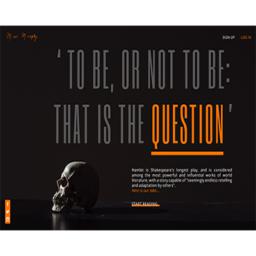 SIGN UP LOG IN
‘ TO BE, OR NOT TO BE:
THAT IS THE QUESTION ’
Hamlet is Shakespeare's longest play, and is considered
among the most powerful and influential works of world
literature, with a story capable of "seemingly endless retelling
and adaptation by others".
START READING...